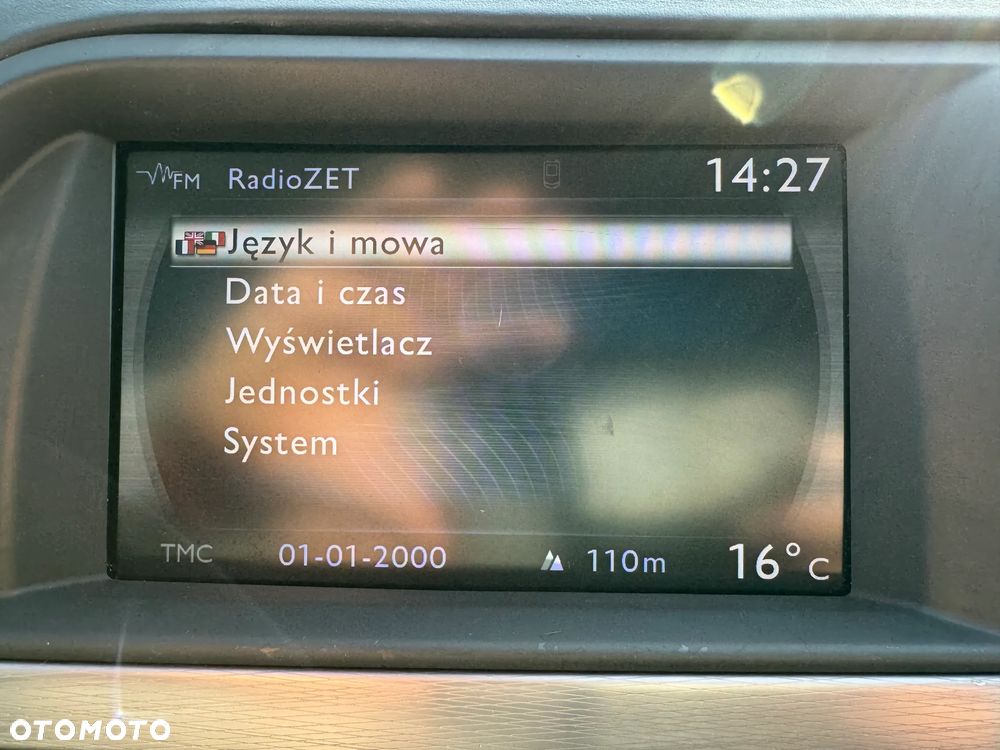 FM RadioZET 14:27
Język i mowa
Data i czas
Wyświetlacz
Jednostki
System
TMC 01-01-2000 110m 16°C
OTOMOTO